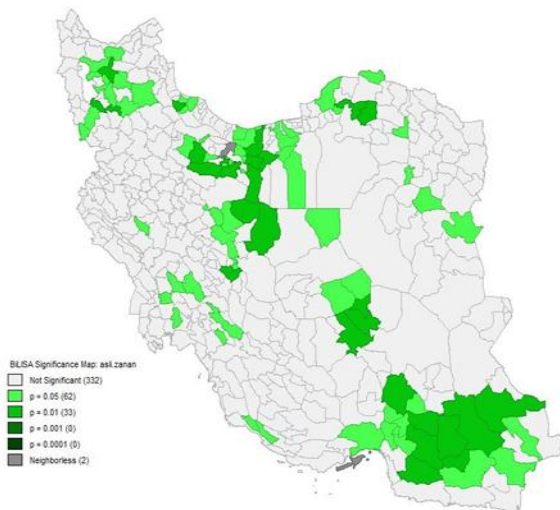 BiLISA Significance Map: asli.zanan
Not Significant (332)
p = 0.05 (62)
p = 0.01 (33)
p = 0.001 (0)
p = 0.0001 (0)
Neighborless (2)